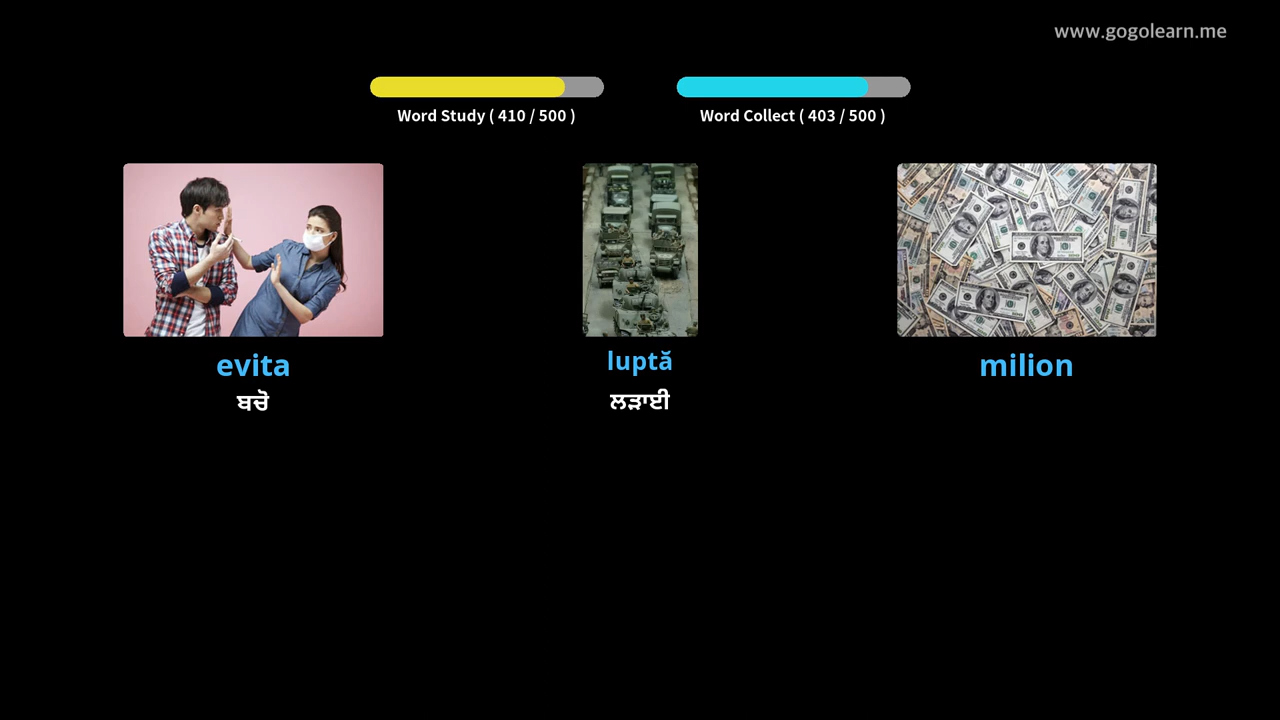 www.gogolearn.me
Word Study ( 410 / 500 )
Word Collect ( 403 / 500 )
evita
luptă
milion
ਬਚੋ
ਲੜਾਈ